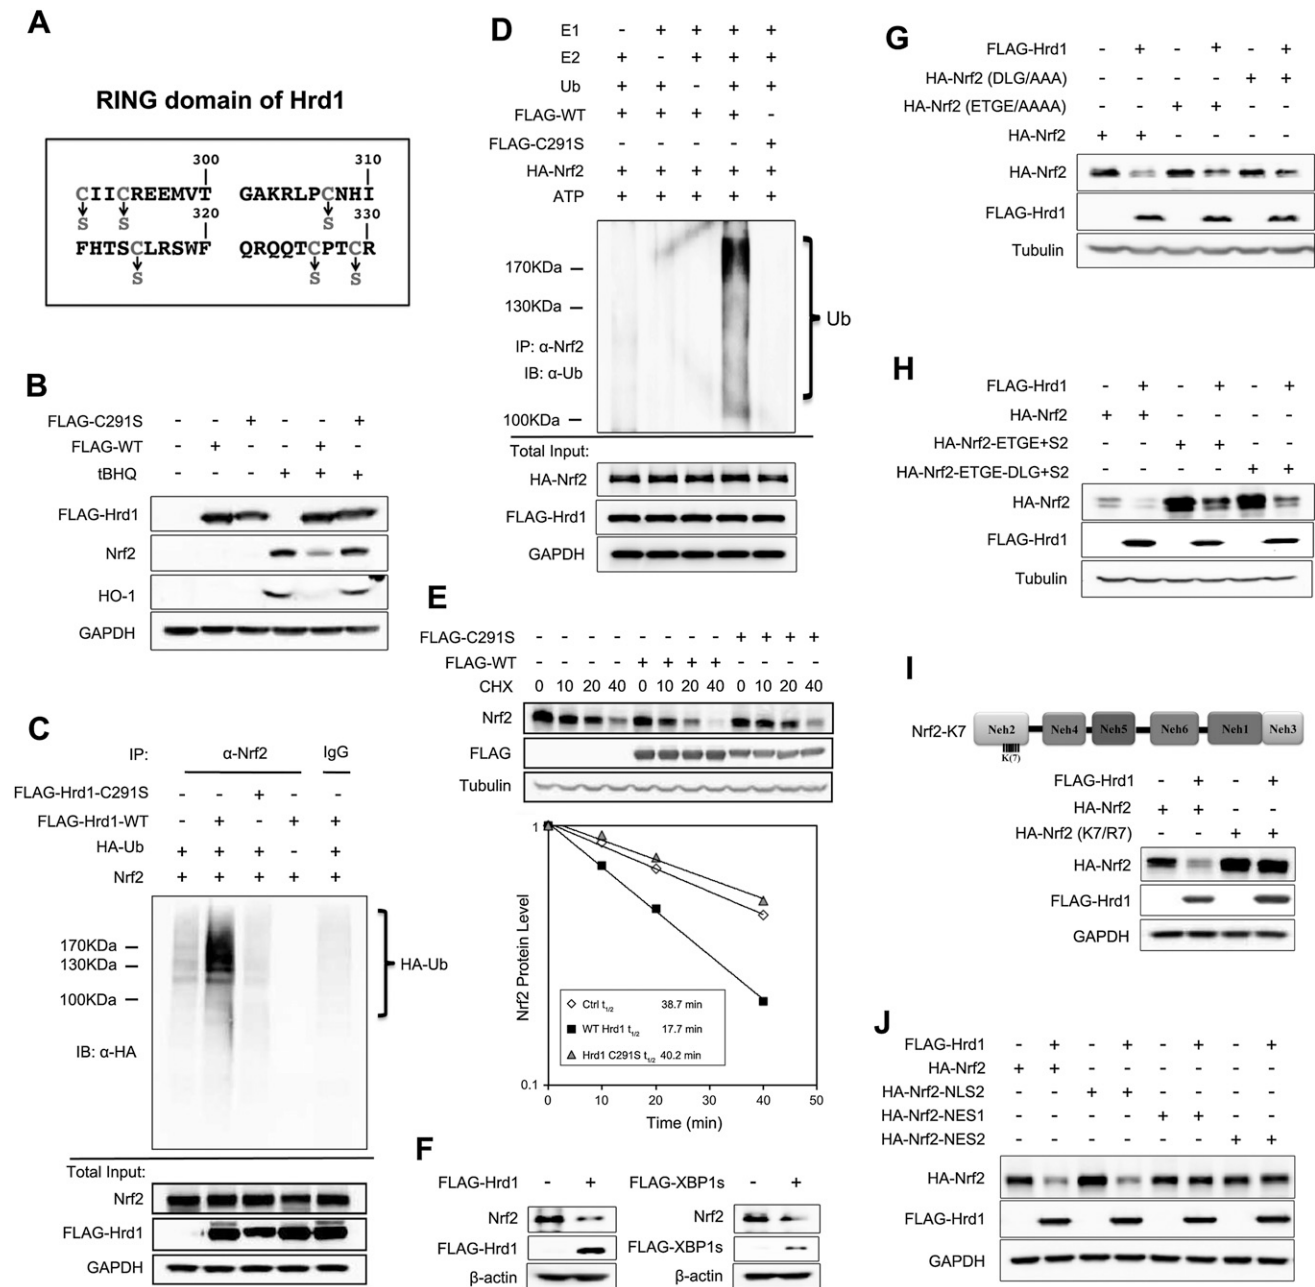 A
RING domain of Hrd1
300 310
CIICREEMVT GAKRLPCNHI
S S S
320 330
FHTSCLRSWF QRQQTCPTCR
S S S
B
FLAG-C291S - - + - - +
FLAG-WT - + - - + -
tBHQ - - - + + +
FLAG-Hrd1
Nrf2
HO-1
GAPDH
C
IP: α-Nrf2 IgG
FLAG-Hrd1-C291S - - + - -
FLAG-Hrd1-WT - + - + +
HA-Ub + + + - +
Nrf2 + + + + +
170KDa
130KDa
HA-Ub
100KDa
IB: α-HA
Total Input:
Nrf2
FLAG-Hrd1
GAPDH
D
E1 - + + + +
E2 + - + + +
Ub + + - + +
FLAG-WT + + + + -
FLAG-C291S - - - - +
HA-Nrf2 + + + + +
ATP + + + + +
170KDa
130KDa
Ub
IP: α-Nrf2
IB: α-Ub
100KDa
Total Input:
HA-Nrf2
FLAG-Hrd1
GAPDH
E
FLAG-C291S - - - - - - - - + + + +
FLAG-WT - - - - + + + + - - - -
CHX 0 10 20 40 0 10 20 40 0 10 20 40
Nrf2
FLAG
Tubulin
1
Nrf2 Protein Level
Ctrl t1/2 38.7 min
WT Hrd1 t1/2 17.7 min
Hrd1 C291S t1/2 40.2 min
0.1
0 10 20 30 40 50
Time (min)
F
FLAG-Hrd1 - + FLAG-XBP1s - +
Nrf2 Nrf2
FLAG-Hrd1 FLAG-XBP1s
β-actin β-actin
G
FLAG-Hrd1 - + - + - +
HA-Nrf2 (DLG/AAA) - - - - + +
HA-Nrf2 (ETGE/AAAA) - - + + - -
HA-Nrf2 + + - - - -
HA-Nrf2
FLAG-Hrd1
Tubulin
H
FLAG-Hrd1 - + - + - +
HA-Nrf2 + + - - - -
HA-Nrf2-ETGE+S2 - - + + - -
HA-Nrf2-ETGE-DLG+S2 - - - - + +
HA-Nrf2
FLAG-Hrd1
Tubulin
I
Nrf2-K7 Neh2 Neh4 Neh5 Neh6 Neh1 Neh3
K(7)
FLAG-Hrd1 - + - +
HA-Nrf2 + + - -
HA-Nrf2 (K7/R7) - - + +
HA-Nrf2
FLAG-Hrd1
GAPDH
J
FLAG-Hrd1 - + - + - + - +
HA-Nrf2 + + - - - - - -
HA-Nrf2-NLS2 - - + + - - - -
HA-Nrf2-NES1 - - - - + + - -
HA-Nrf2-NES2 - - - - - - + +
HA-Nrf2
FLAG-Hrd1
GAPDH